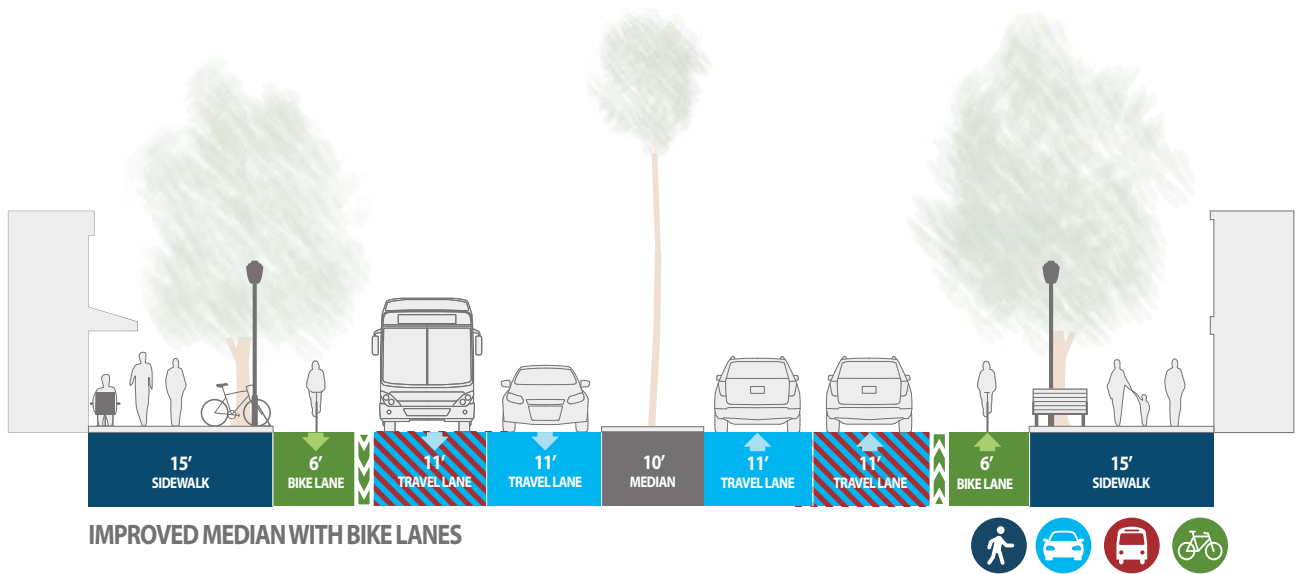 15′
SIDEWALK
6′
BIKE LANE
11′
TRAVEL LANE
11′
TRAVEL LANE
10′
MEDIAN
11′
TRAVEL LANE
11′
TRAVEL LANE
6′
BIKE LANE
15′
SIDEWALK
IMPROVED MEDIAN WITH BIKE LANES